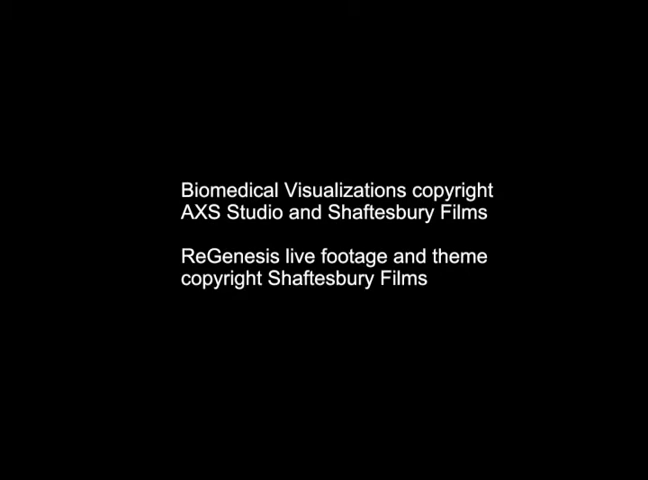 Biomedical Visualizations copyright
AXS Studio and Shaftesbury Films
ReGenesis live footage and theme
copyright Shaftesbury Films